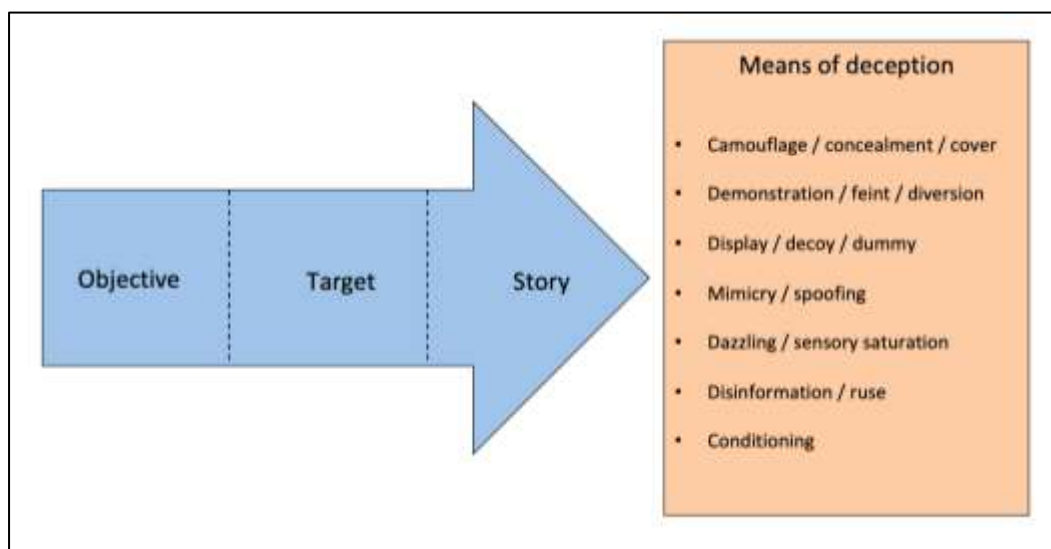 Objective
Target
Story
Means of deception
• Camouflage / concealment / cover
• Demonstration / feint / diversion
• Display / decoy / dummy
• Mimicry / spoofing
• Dazzling / sensory saturation
• Disinformation / ruse
• Conditioning